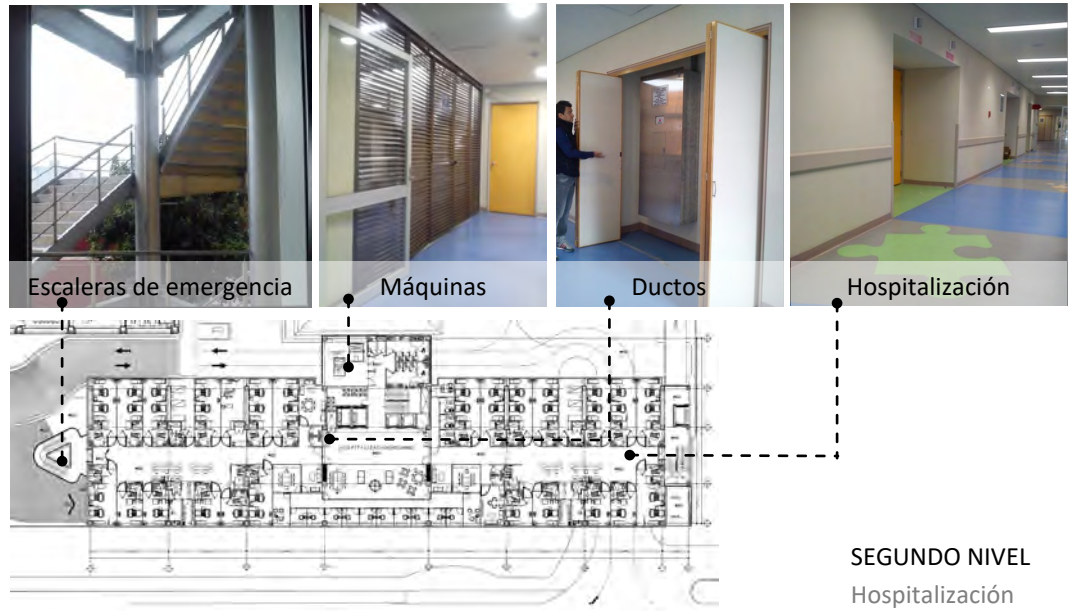 Escaleras de emergencia
Máquinas
Ductos
Hospitalización
SEGUNDO NIVEL
Hospitalización